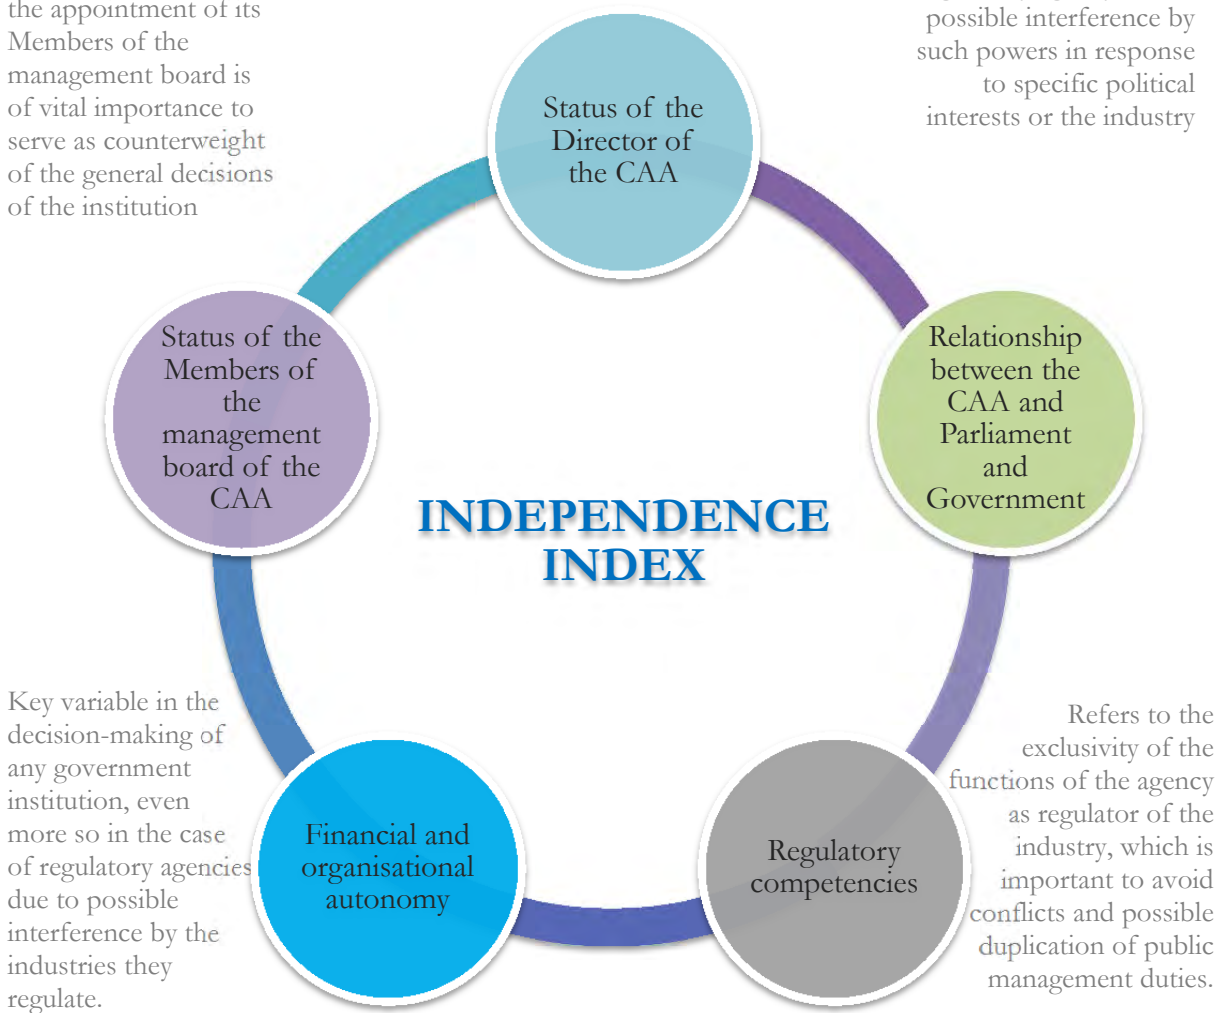 the appointment of its
Members of the
management board is
of vital importance to
serve as counterweight
of the general decisions
of the institution
possible interference by
such powers in response
to specific political
interests or the industry
Status of the
Director of
the CAA
Status of the
Members of
the
management
board of the
CAA
Relationship
between the
CAA and
Parliament
and
Government
INDEPENDENCE
INDEX
Key variable in the
decision-making of
any government
institution, even
more so in the case
of regulatory agencies
due to possible
interference by the
industries they
regulate.
Financial and
organisational
autonomy
Regulatory
competencies
Refers to the
exclusivity of the
functions of the agency
as regulator of the
industry, which is
important to avoid
conflicts and possible
duplication of public
management duties.